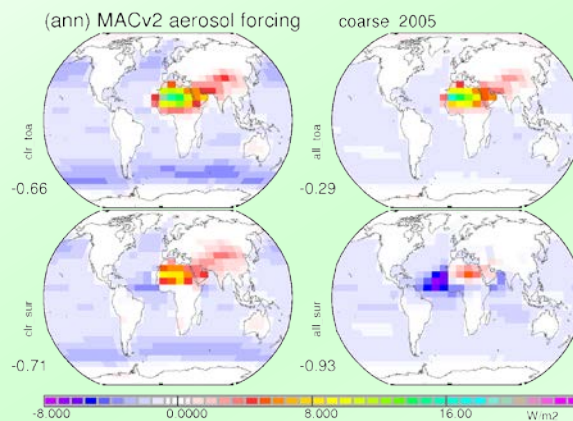 (ann) MACv2 aerosol forcing coarse 2005
clr toa
-0.66
all toa
-0.29
clr sur
-0.71
all sur
-0.93
-8.000 0.0000 8.000 16.00 W/m2